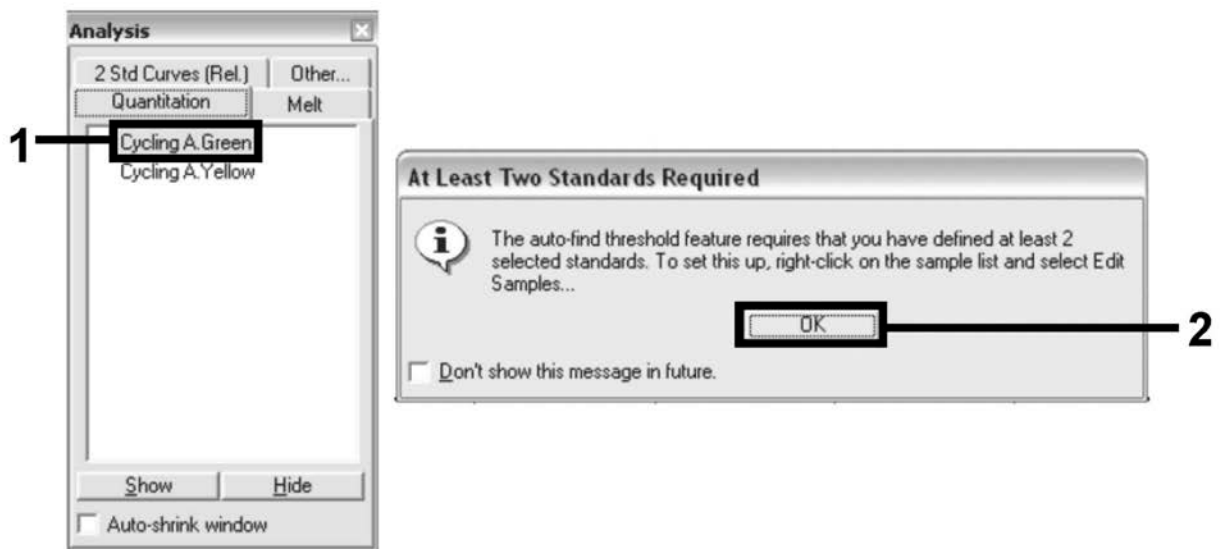 Analysis
2 Std Curves (Rel.) Other...
Quantitation Melt
1
Cycling A.Green
Cycling A.Yellow
Show Hide
Auto-shrink window
At Least Two Standards Required
The auto-find threshold feature requires that you have defined at least 2
selected standards. To set this up, right-click on the sample list and select Edit
Samples...
OK
2
Don't show this message in future.